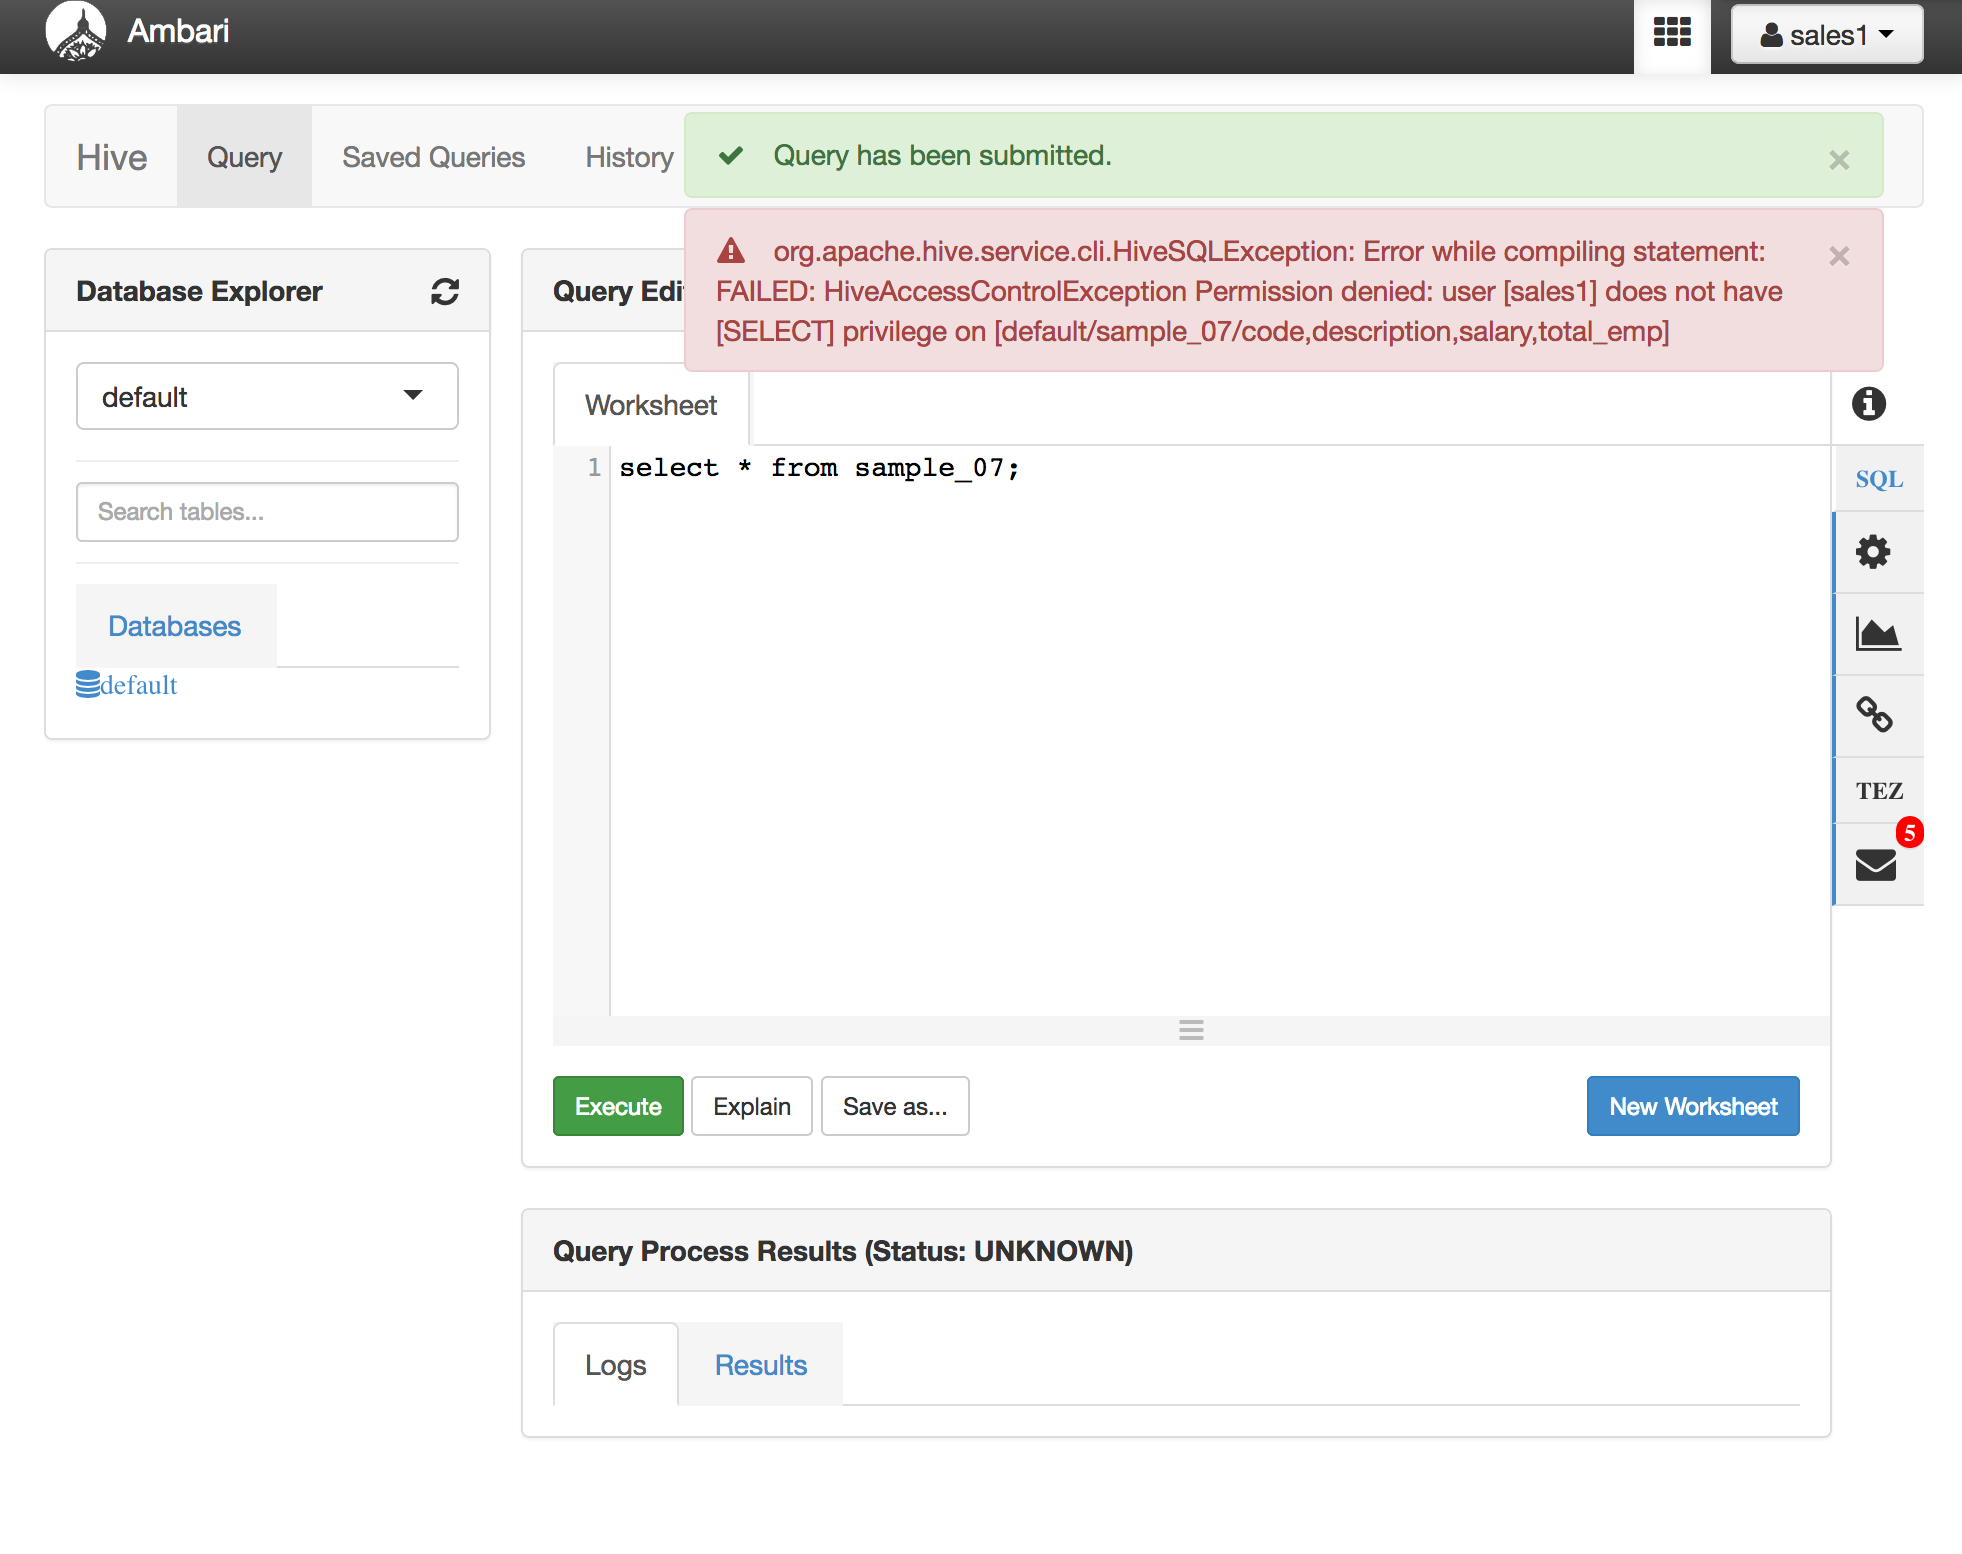 Ambari
sales1
Hive
Query
Saved Queries
History
Query has been submitted.
×
org.apache.hive.service.cli.HiveSQLException: Error while compiling statement:
FAILED: HiveAccessControlException Permission denied: user [sales1] does not have
[SELECT] privilege on [default/sample_07/code,description,salary,total_emp]
×
Database Explorer
default
Search tables...
Databases
default
Query Edi
Worksheet
1 select * from sample_07;
SQL
TEZ
5
Execute
Explain
Save as...
New Worksheet
Query Process Results (Status: UNKNOWN)
Logs
Results